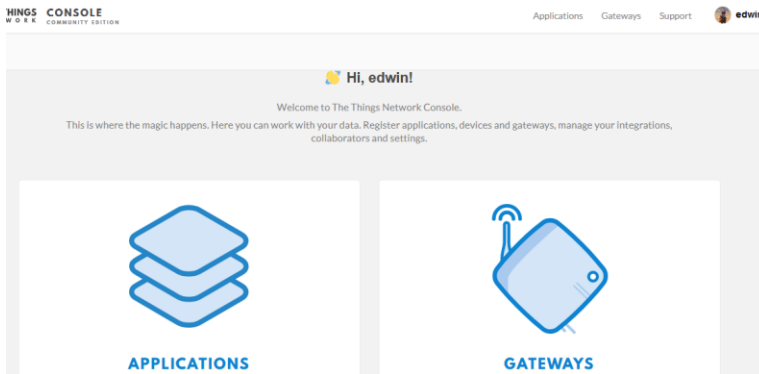 THINGS CONSOLE
WORK COMMUNITY EDITION
Applications Gateways Support edwin
Hi, edwin!
Welcome to The Things Network Console.
This is where the magic happens. Here you can work with your data. Register applications, devices and gateways, manage your integrations,
collaborators and settings.
APPLICATIONS
GATEWAYS